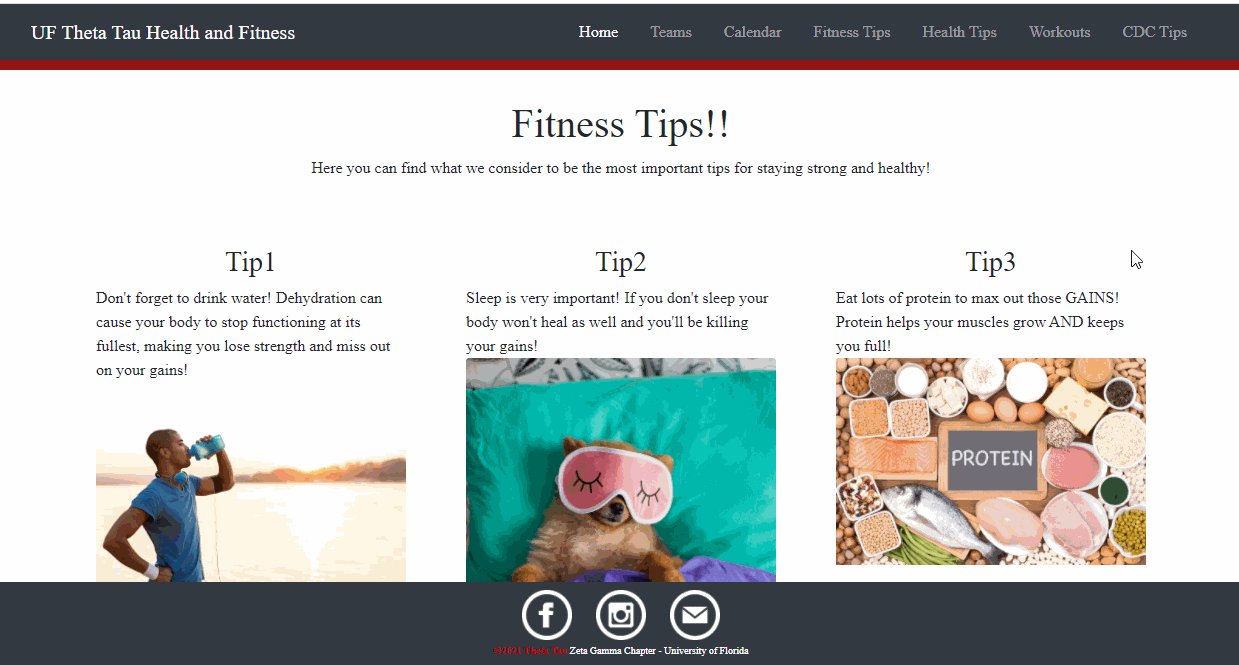 UF Theta Tau Health and Fitness
Home Teams Calendar Fitness Tips Health Tips Workouts CDC Tips
Fitness Tips!!
Here you can find what we consider to be the most important tips for staying strong and healthy!
Tip1
Don't forget to drink water! Dehydration can
cause your body to stop functioning at its
fullest, making you lose strength and miss out
on your gains!
Tip2
Sleep is very important! If you don't sleep your
body won't heal as well and you'll be killing
your gains!
Tip3
Eat lots of protein to max out those GAINS!
Protein helps your muscles grow AND keeps
you full!
PROTEIN
2021 Theta Tau Zeta Gamma Chapter - University of Florida